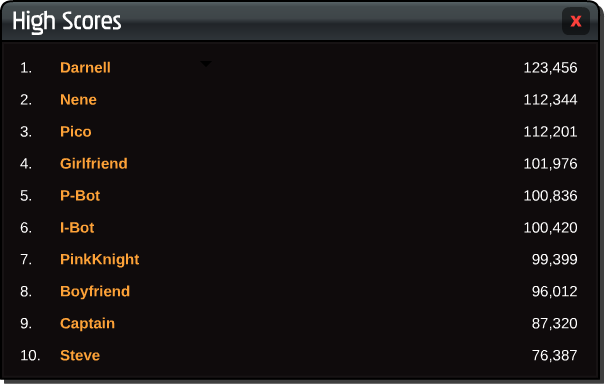 High Scores X
1. Darnell 123,456
2. Nene 112,344
3. Pico 112,201
4. Girlfriend 101,976
5. P-Bot 100,836
6. I-Bot 100,420
7. PinkKnight 99,399
8. Boyfriend 96,012
9. Captain 87,320
10. Steve 76,387